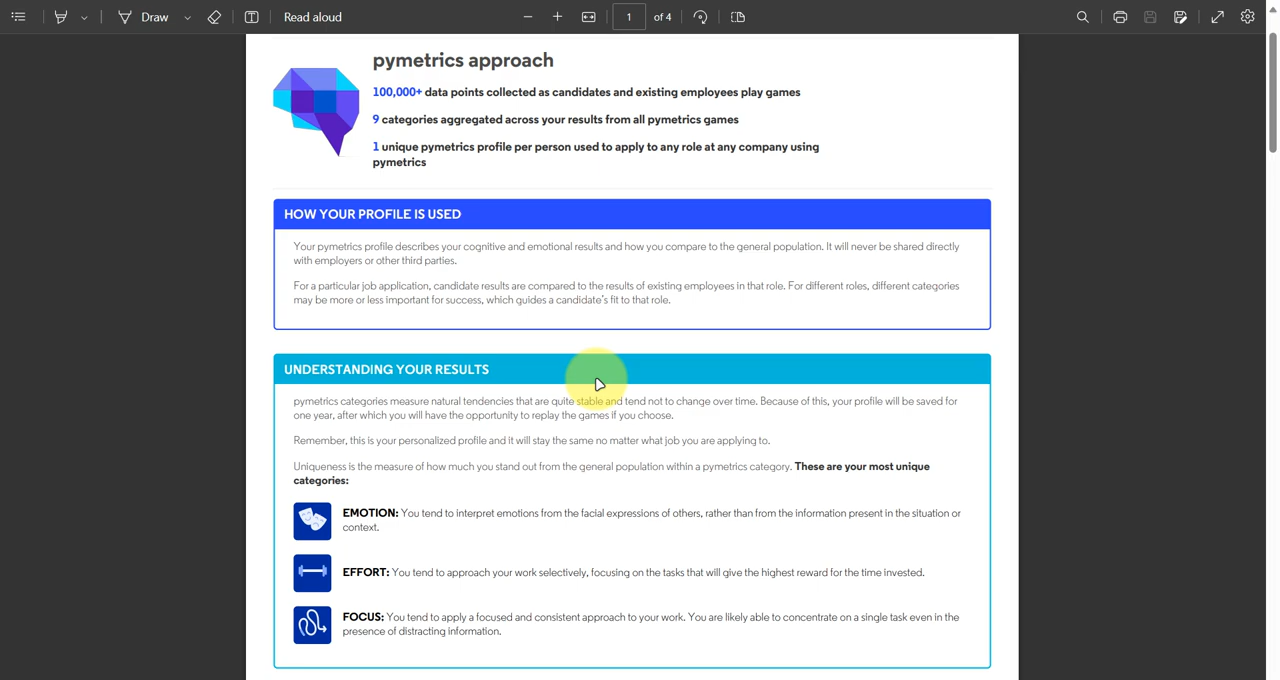 Draw
Read aloud
1
of 4
pymetrics approach
100,000+ data points collected as candidates and existing employees play games
9 categories aggregated across your results from all pymetrics games
1 unique pymetrics profile per person used to apply to any role at any company using
pymetrics
HOW YOUR PROFILE IS USED
Your pymetrics profile describes your cognitive and emotional results and how you compare to the general population. It will never be shared directly
with employers or other third parties.
For a particular job application, candidate results are compared to the results of existing employees in that role. For different roles, different categories
may be more or less important for success, which guides a candidate's fit to that role.
UNDERSTANDING YOUR RESULTS
pymetrics categories measure natural tendencies that are quite stable and tend not to change over time. Because of this, your profile will be saved for
one year, after which you will have the opportunity to replay the games if you choose.
Remember, this is your personalized profile and it will stay the same no matter what job you are applying to.
Uniqueness is the measure of how much you stand out from the general population within a pymetrics category. These are your most unique
categories:
EMOTION: You tend to interpret emotions from the facial expressions of others, rather than from the information present in the situation or
context.
EFFORT: You tend to approach your work selectively, focusing on the tasks that will give the highest reward for the time invested.
FOCUS: You tend to apply a focused and consistent approach to your work. You are likely able to concentrate on a single task even in the
presence of distracting information.